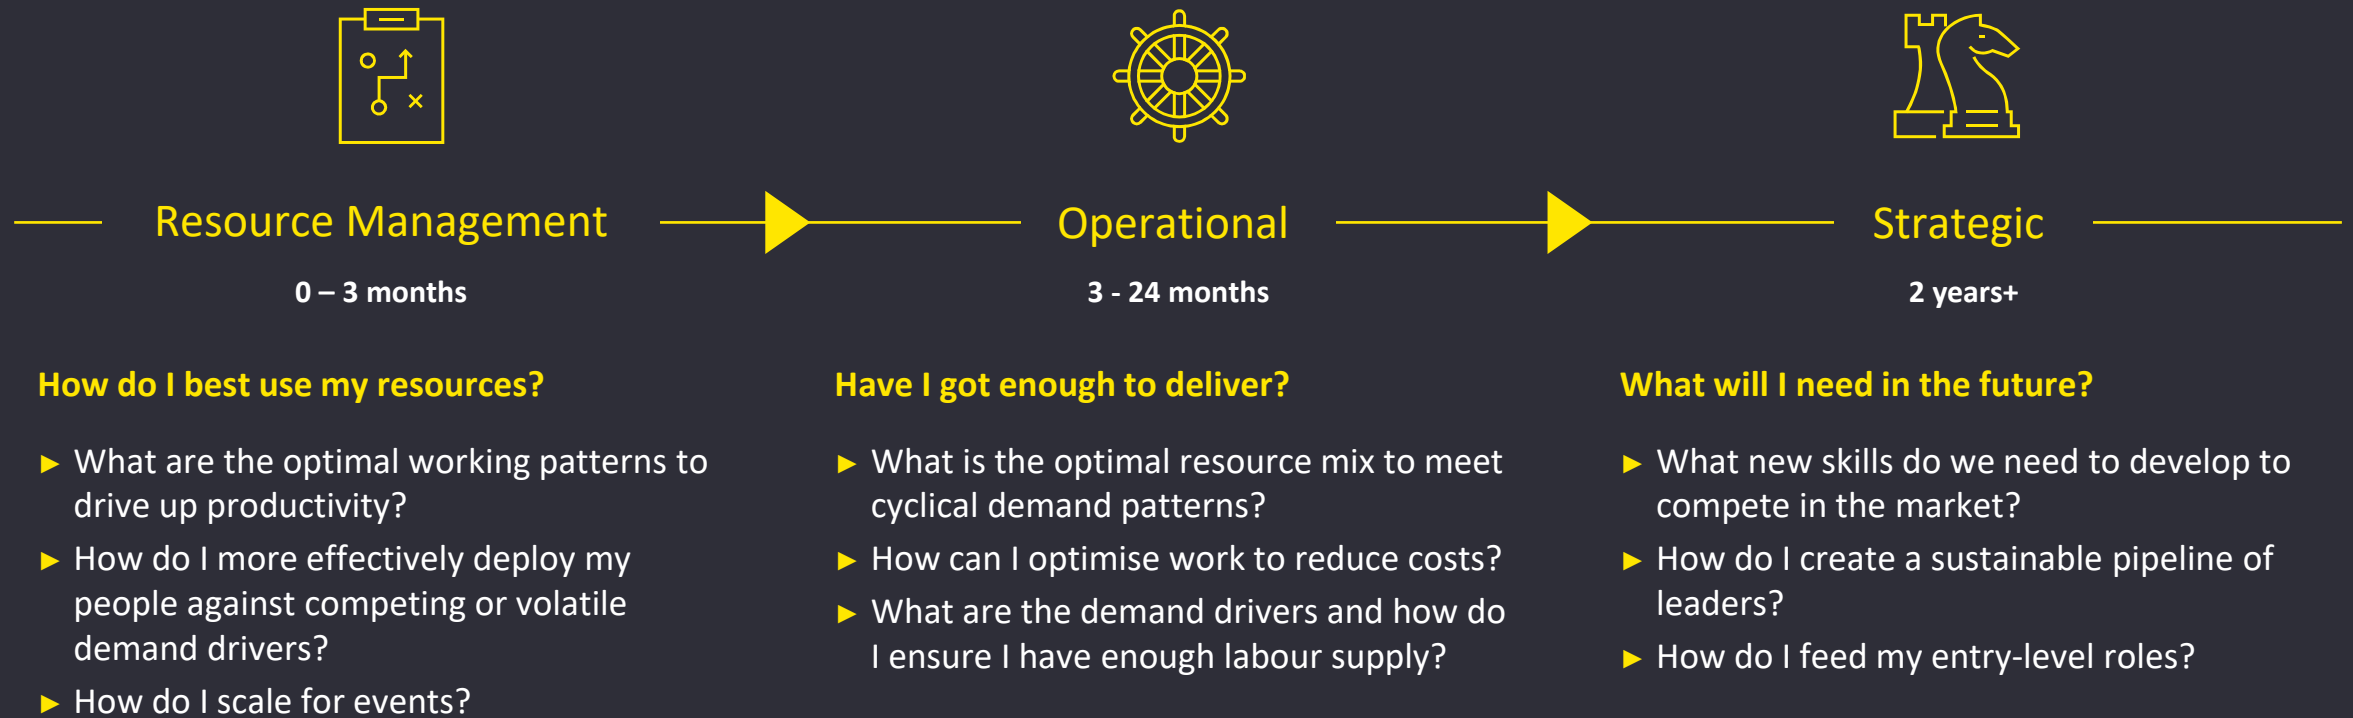 Resource Management
0 – 3 months
How do I best use my resources?
► What are the optimal working patterns to
drive up productivity?
► How do I more effectively deploy my
people against competing or volatile
demand drivers?
► How do I scale for events?
Operational
3 - 24 months
Have I got enough to deliver?
► What is the optimal resource mix to meet
cyclical demand patterns?
► How can I optimise work to reduce costs?
► What are the demand drivers and how do
I ensure I have enough labour supply?
Strategic
2 years+
What will I need in the future?
► What new skills do we need to develop to
compete in the market?
► How do I create a sustainable pipeline of
leaders?
► How do I feed my entry-level roles?